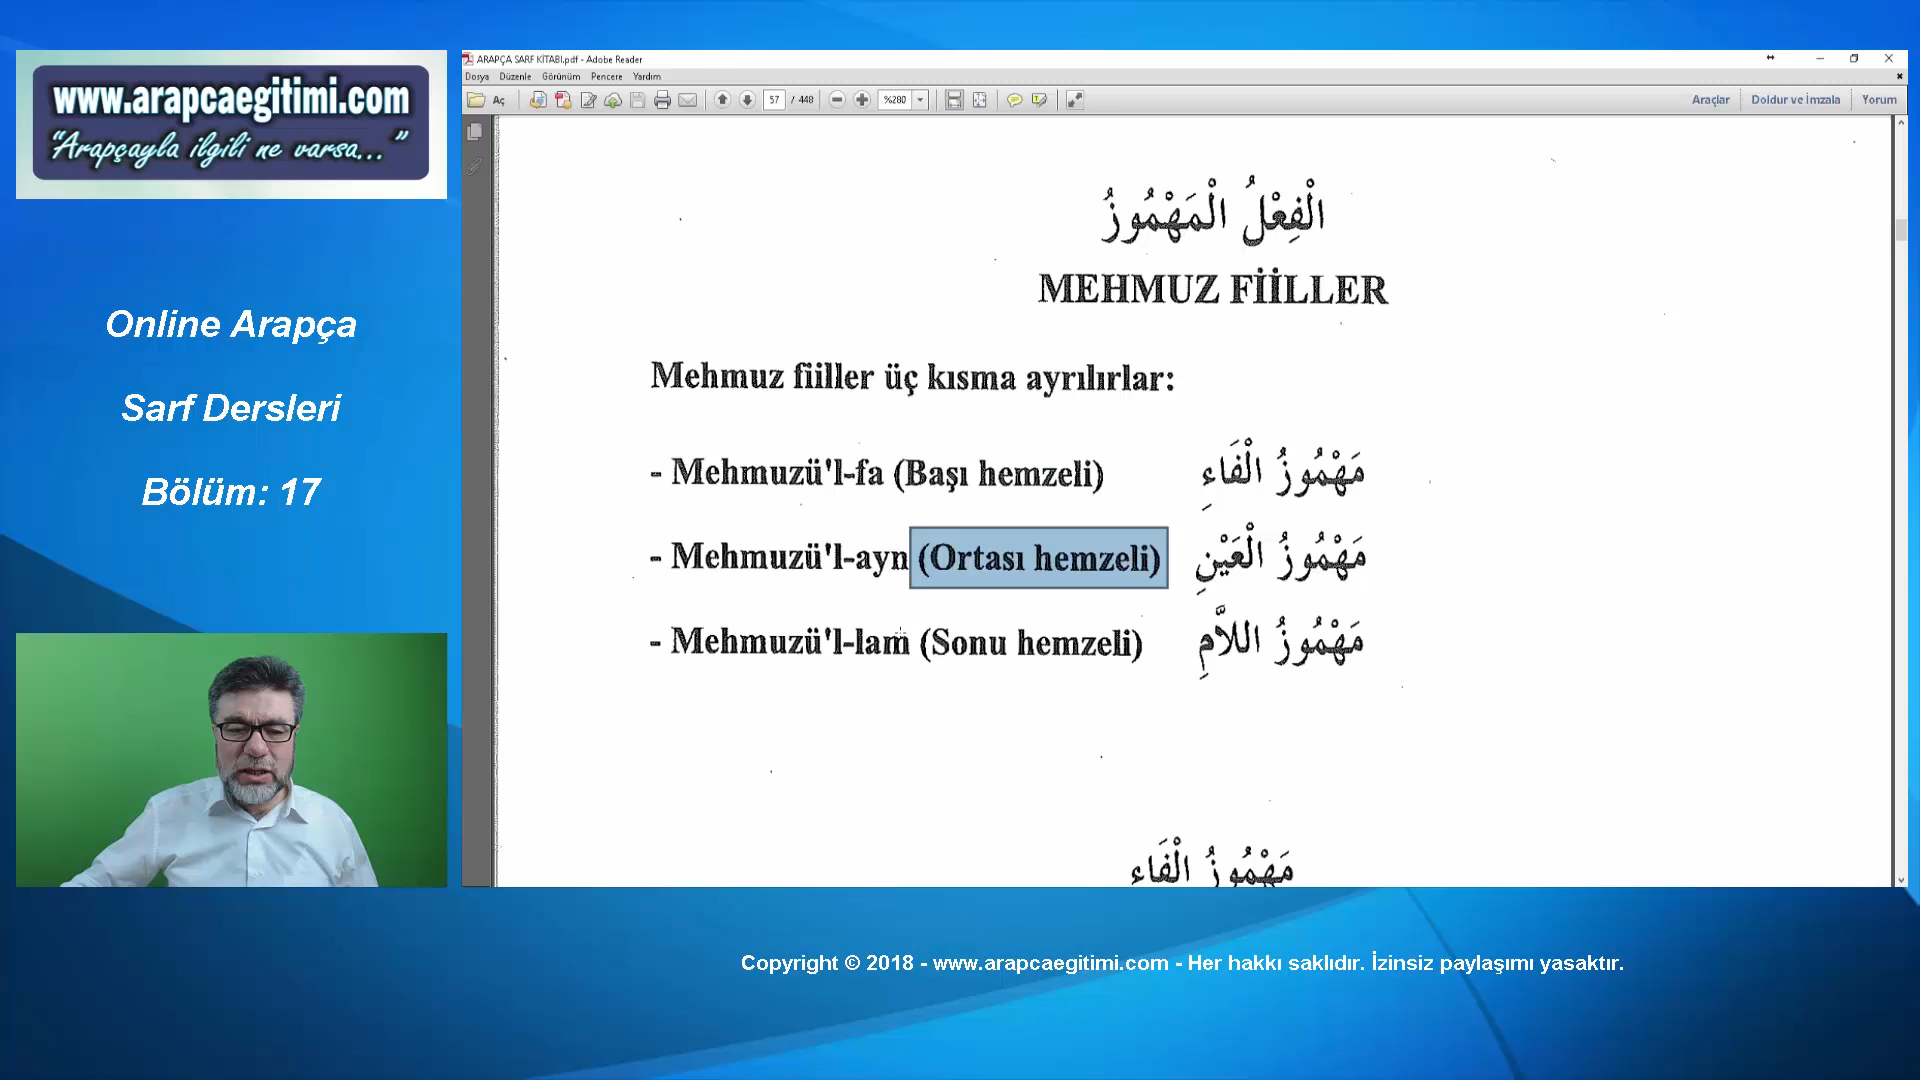 www.arapcaegitimi.com
“Arapçayla ilgili ne varsa...”
Online Arapça
Sarf Dersleri
Bölüm: 17
ARAPÇA SARF KİTABI.pdf - Adobe Reader
Dosya Düzenle Görünüm Pencere Yardım
Aç 57 / 448 %280 Araçlar Doldur ve İmzala Yorum
الْفِعْلُ الْمَهْمُوزُ
MEHMUZ FİİLLER
Mehmuz fiiller üç kısma ayrılırlar:
- Mehmuzü'l-fa (Başı hemzeli) مَهْمُوزُ الْفَاءِ
- Mehmuzü'l-ayn (Ortası hemzeli) مَهْمُوزُ الْعَيْنِ
- Mehmuzü'l-lam (Sonu hemzeli) مَهْمُوزُ اللاَّمِ
مَهْمُوزُ الْفَاءِ
Copyright © 2018 - www.arapcaegitimi.com - Her hakkı saklıdır. İzinsiz paylaşımı yasaktır.